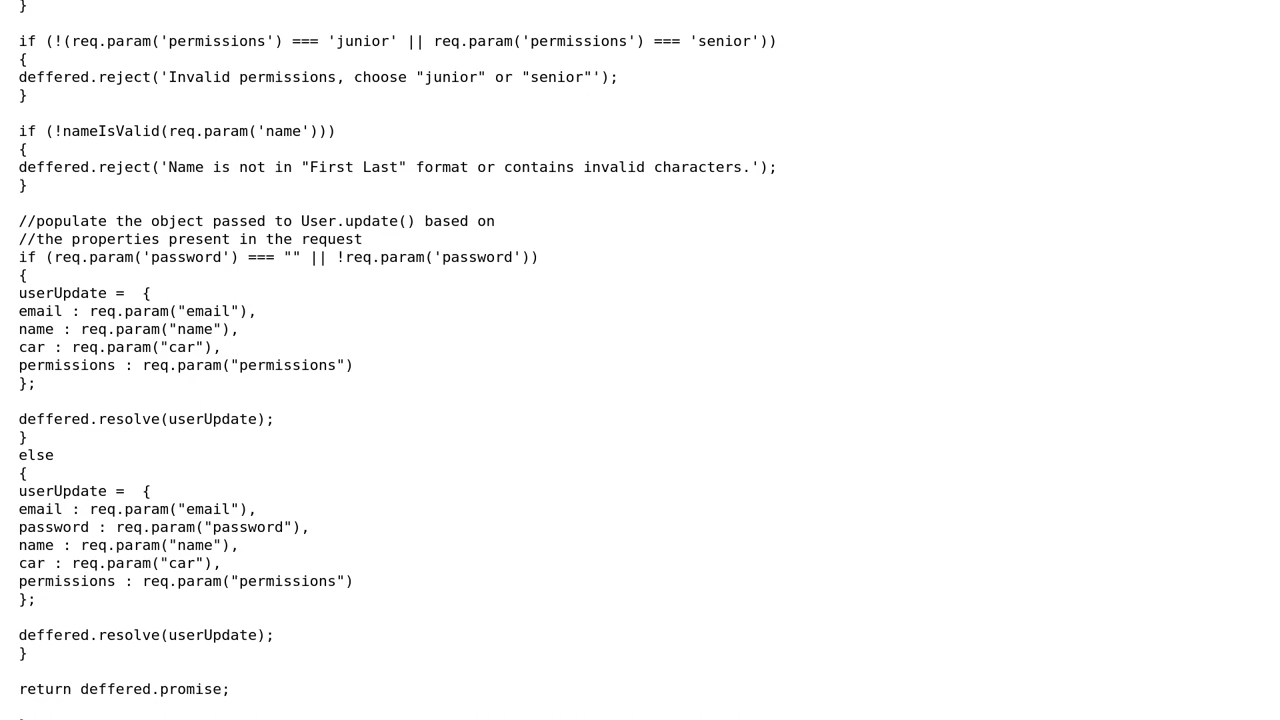 }
if (!(req.param('permissions') === 'junior' || req.param('permissions') === 'senior'))
{
deffered.reject('Invalid permissions, choose "junior" or "senior"');
}
if (!nameIsValid(req.param('name')))
{
deffered.reject('Name is not in "First Last" format or contains invalid characters.');
}
//populate the object passed to User.update() based on
//the properties present in the request
if (req.param('password') === "" || !req.param('password'))
{
userUpdate =  {
email : req.param("email"),
name : req.param("name"),
car : req.param("car"),
permissions : req.param("permissions")
};
deffered.resolve(userUpdate);
}
else
{
userUpdate =  {
email : req.param("email"),
password : req.param("password"),
name : req.param("name"),
car : req.param("car"),
permissions : req.param("permissions")
};
deffered.resolve(userUpdate);
}
return deffered.promise;